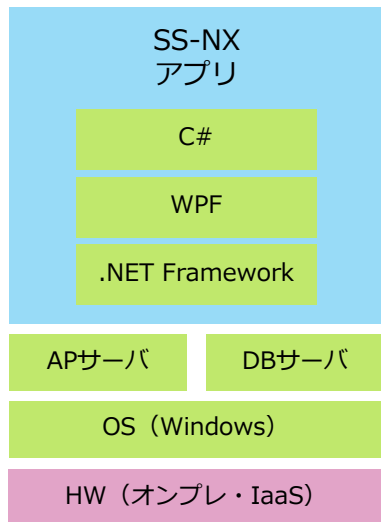 SS-NX
アプリ
C#
WPF
.NET Framework
APサーバ
DBサーバ
OS（Windows）
HW（オンプレ・IaaS）